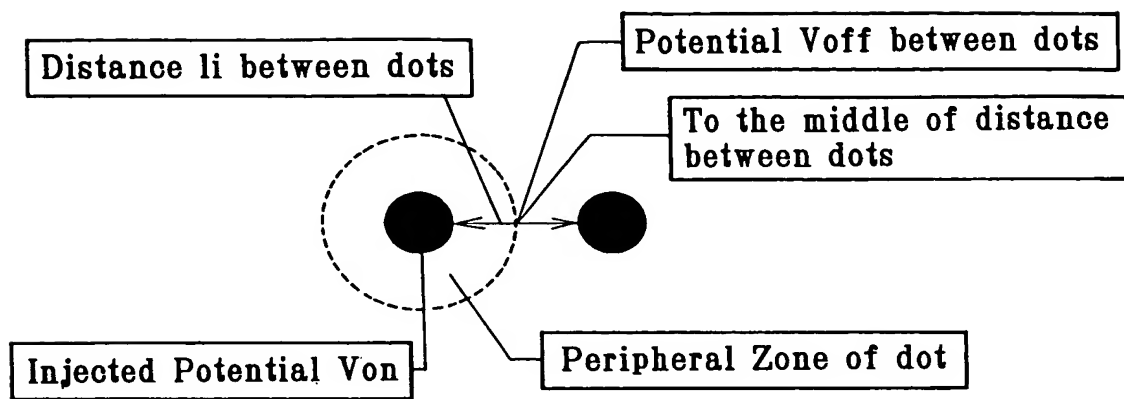 Distance li between dots
Potential Voff between dots
To the middle of distance
between dots
Injected Potential Von
Peripheral Zone of dot